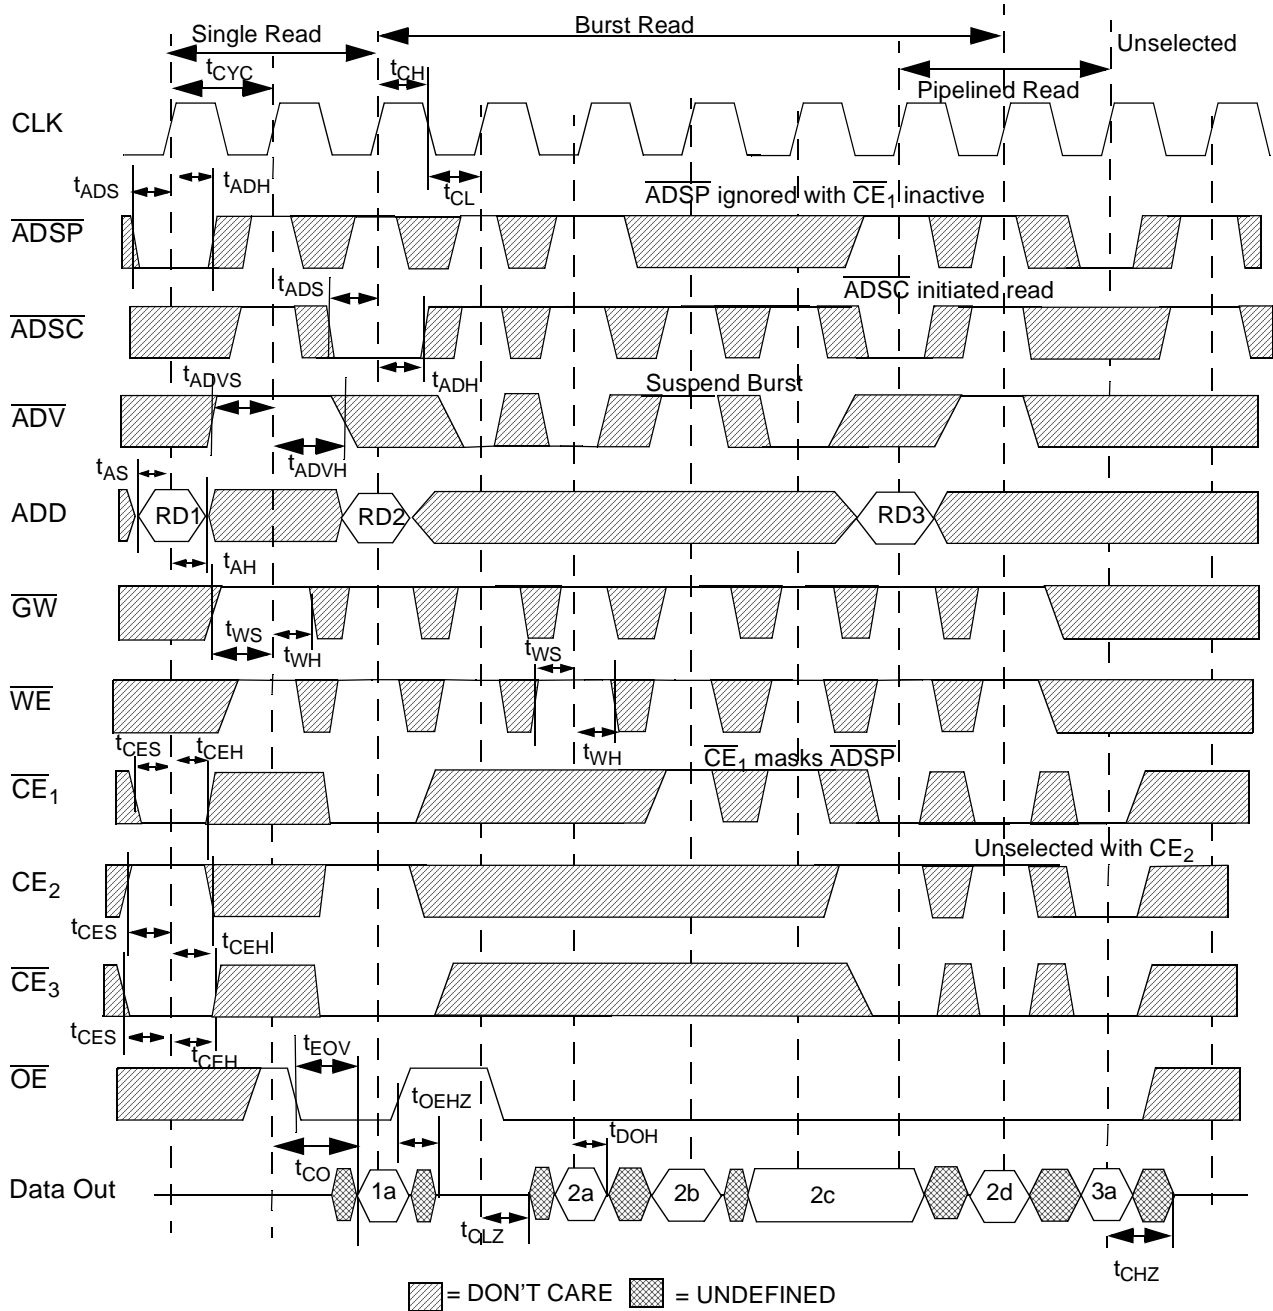 Single Read
Burst Read
Unselected
tCYC
tCH
Pipelined Read
CLK
tADS
tADH
tCL
ADSP ignored with CE1 inactive
ADSP
tADS
ADSC initiated read
ADSC
tADVS
tADH
Suspend Burst
ADV
tAS
tADVH
ADD
RD1
RD2
RD3
tAH
GW
tWS
tWH
tWS
WE
tCES
tCEH
tWH
CE1 masks ADSP
CE1
Unselected with CE2
CE2
tCES
tCEH
CE3
tCES
tCEH
tEOV
OE
tOEHZ
tDOH
tCO
Data Out
1a
2a
2b
2c
2d
3a
tCLZ
tCHZ
= DON'T CARE
= UNDEFINED